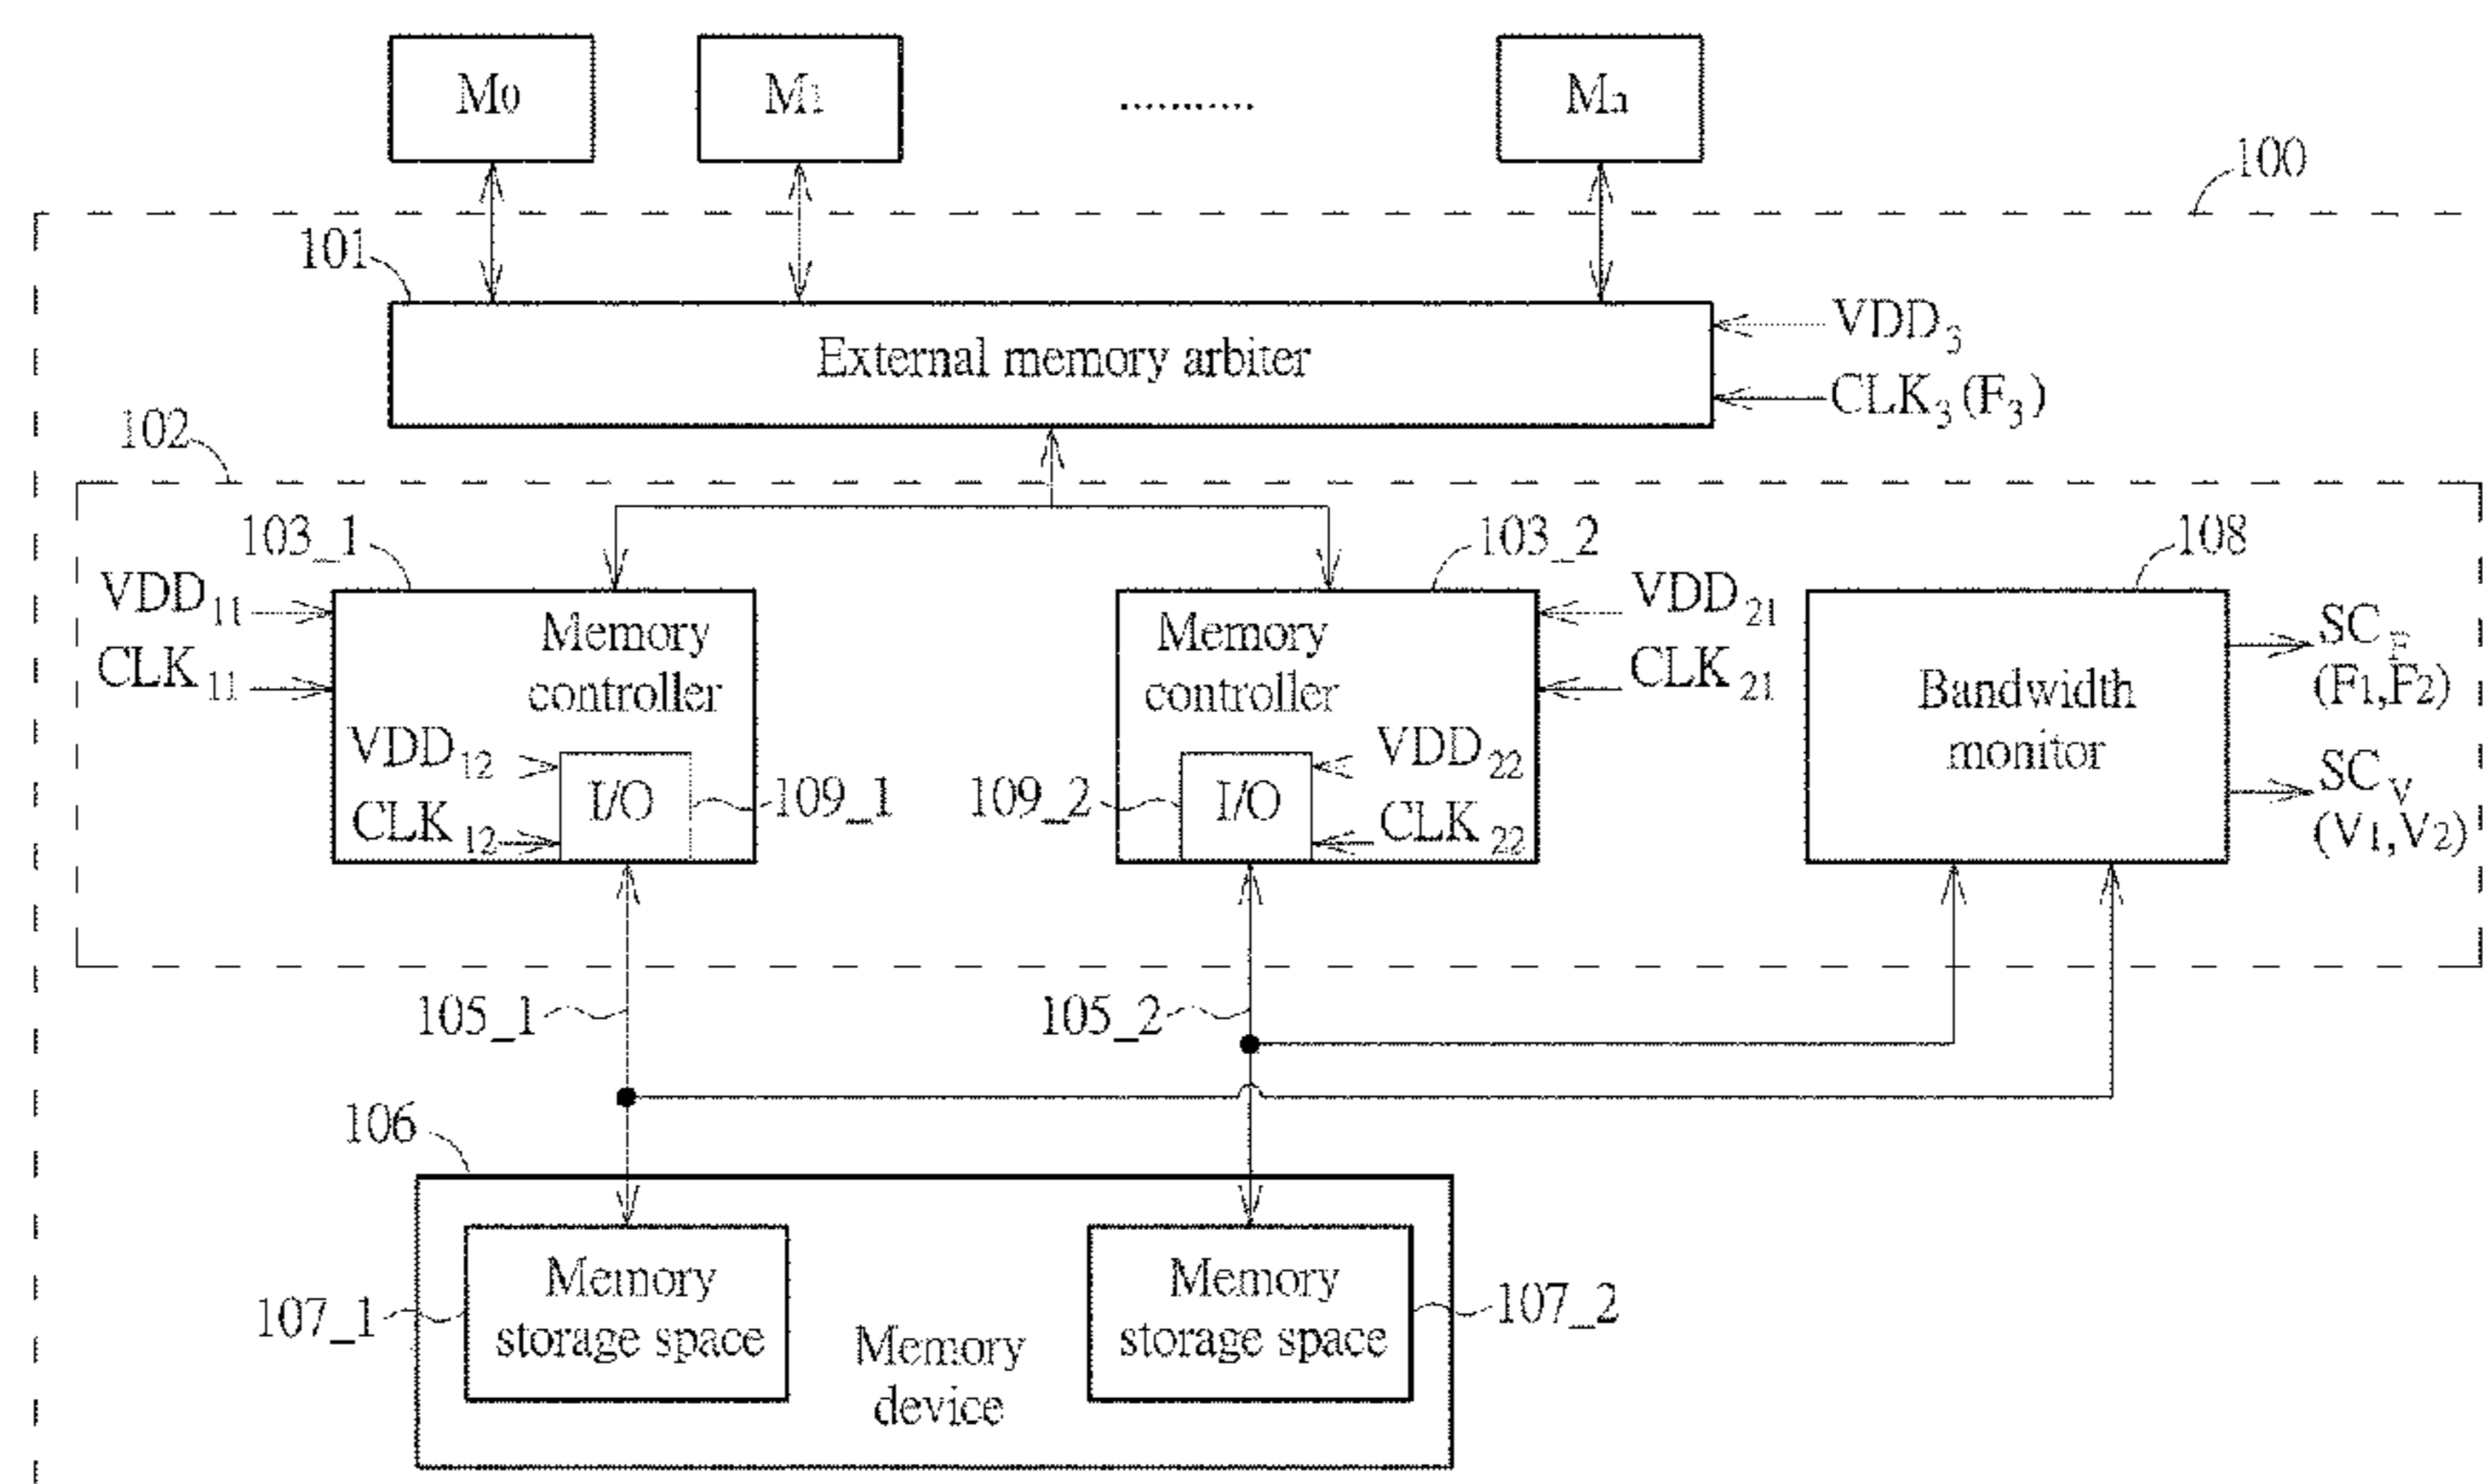 M0
M1
..........
Mn
100
101
External memory arbiter
VDD3
CLK3 (F3)
102
103_1
103_2
108
VDD11
CLK11
Memory
controller
VDD12
CLK12
I/O
109_1
Memory
controller
VDD21
CLK21
109_2
I/O
VDD22
CLK22
Bandwidth
monitor
SCF
(F1,F2)
SCV
(V1,V2)
105_1
105_2
106
107_1
Memory
storage space
Memory
device
Memory
storage space
107_2